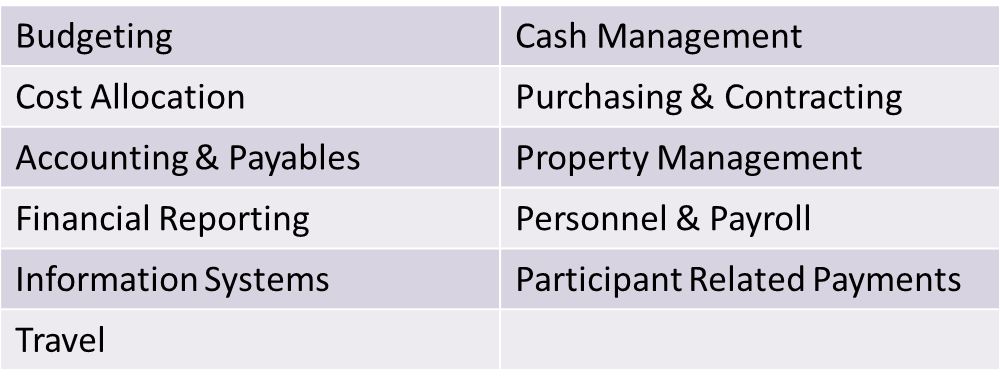 Budgeting
Cash Management
Cost Allocation
Purchasing & Contracting
Accounting & Payables
Property Management
Financial Reporting
Personnel & Payroll
Information Systems
Participant Related Payments
Travel